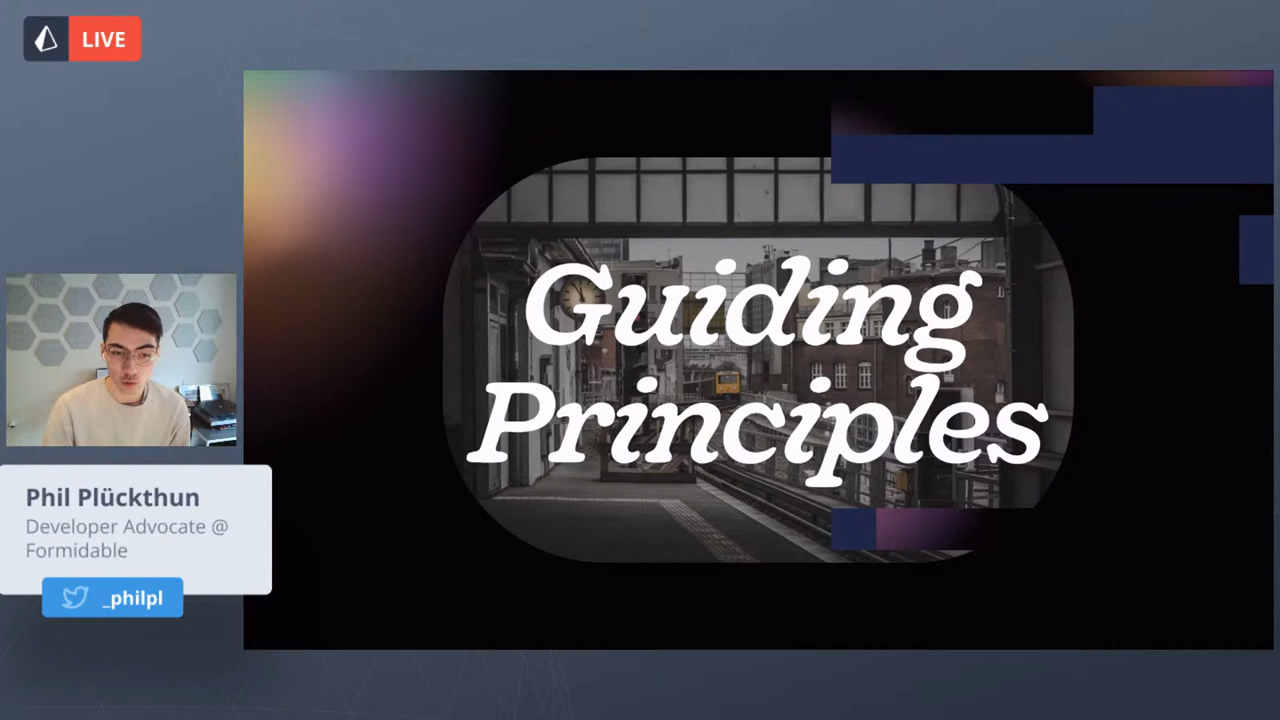 LIVE
Guiding
Principles
Phil Plückthun
Developer Advocate @
Formidable
_philpl